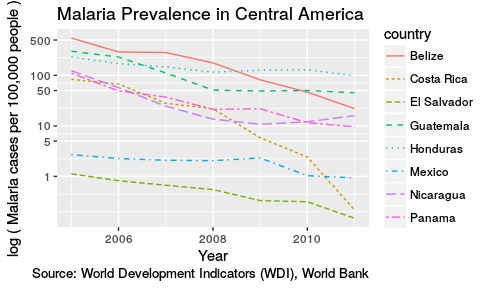 Malaria Prevalence in Central America
log ( Malaria cases per 100,000 people )
500
100
50
10
5
1
2006
2008
2010
Year
country
Belize
Costa Rica
El Salvador
Guatemala
Honduras
Mexico
Nicaragua
Panama
Source: World Development Indicators (WDI), World Bank